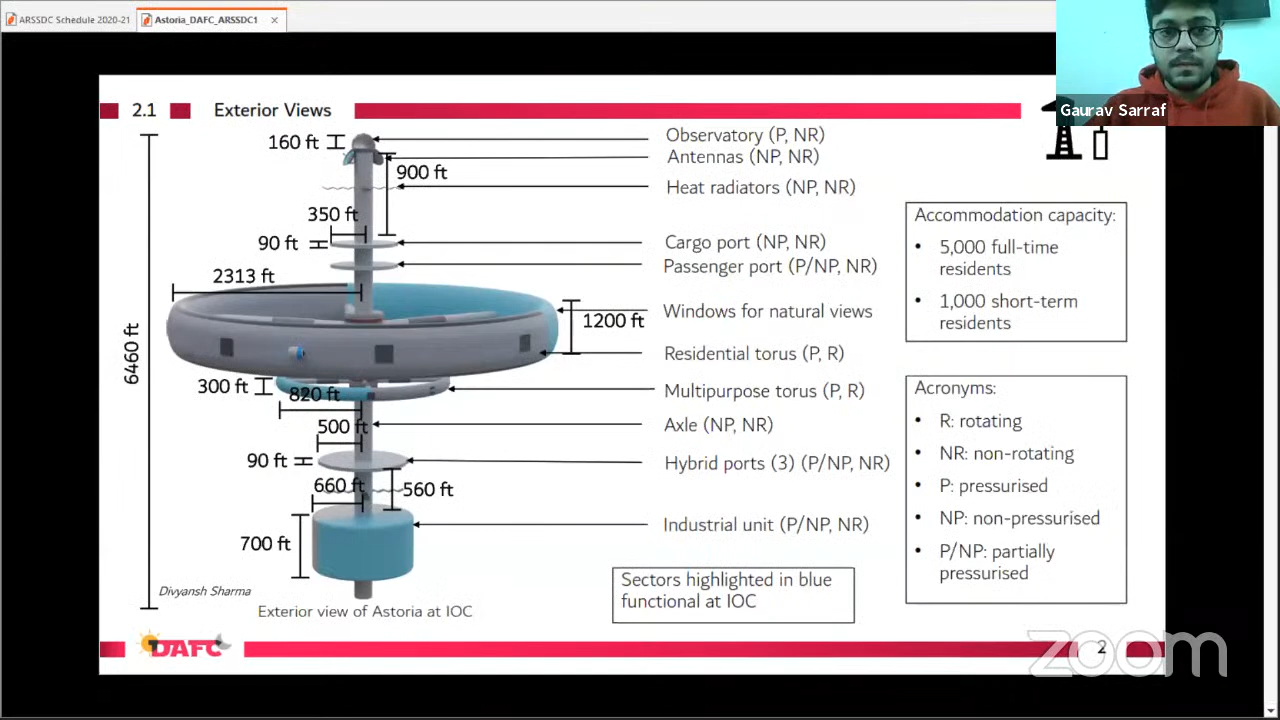 ARSSDC Schedule 2020-21
Astoria_DAFC_ARSSDC1
Gaurav Sarraf
2.1
Exterior Views
160 ft
900 ft
350 ft
90 ft
2313 ft
1200 ft
6460 ft
300 ft
820 ft
500 ft
90 ft
660 ft
560 ft
700 ft
Observatory (P, NR)
Antennas (NP, NR)
Heat radiators (NP, NR)
Cargo port (NP, NR)
Passenger port (P/NP, NR)
Windows for natural views
Residential torus (P, R)
Multipurpose torus (P, R)
Axle (NP, NR)
Hybrid ports (3) (P/NP, NR)
Industrial unit (P/NP, NR)
Accommodation capacity:
• 5,000 full-time
residents
• 1,000 short-term
residents
Acronyms:
• R: rotating
• NR: non-rotating
• P: pressurised
• NP: non-pressurised
• P/NP: partially
pressurised
Sectors highlighted in blue
functional at IOC
Divyansh Sharma
Exterior view of Astoria at IOC
DAFC
2
zoom